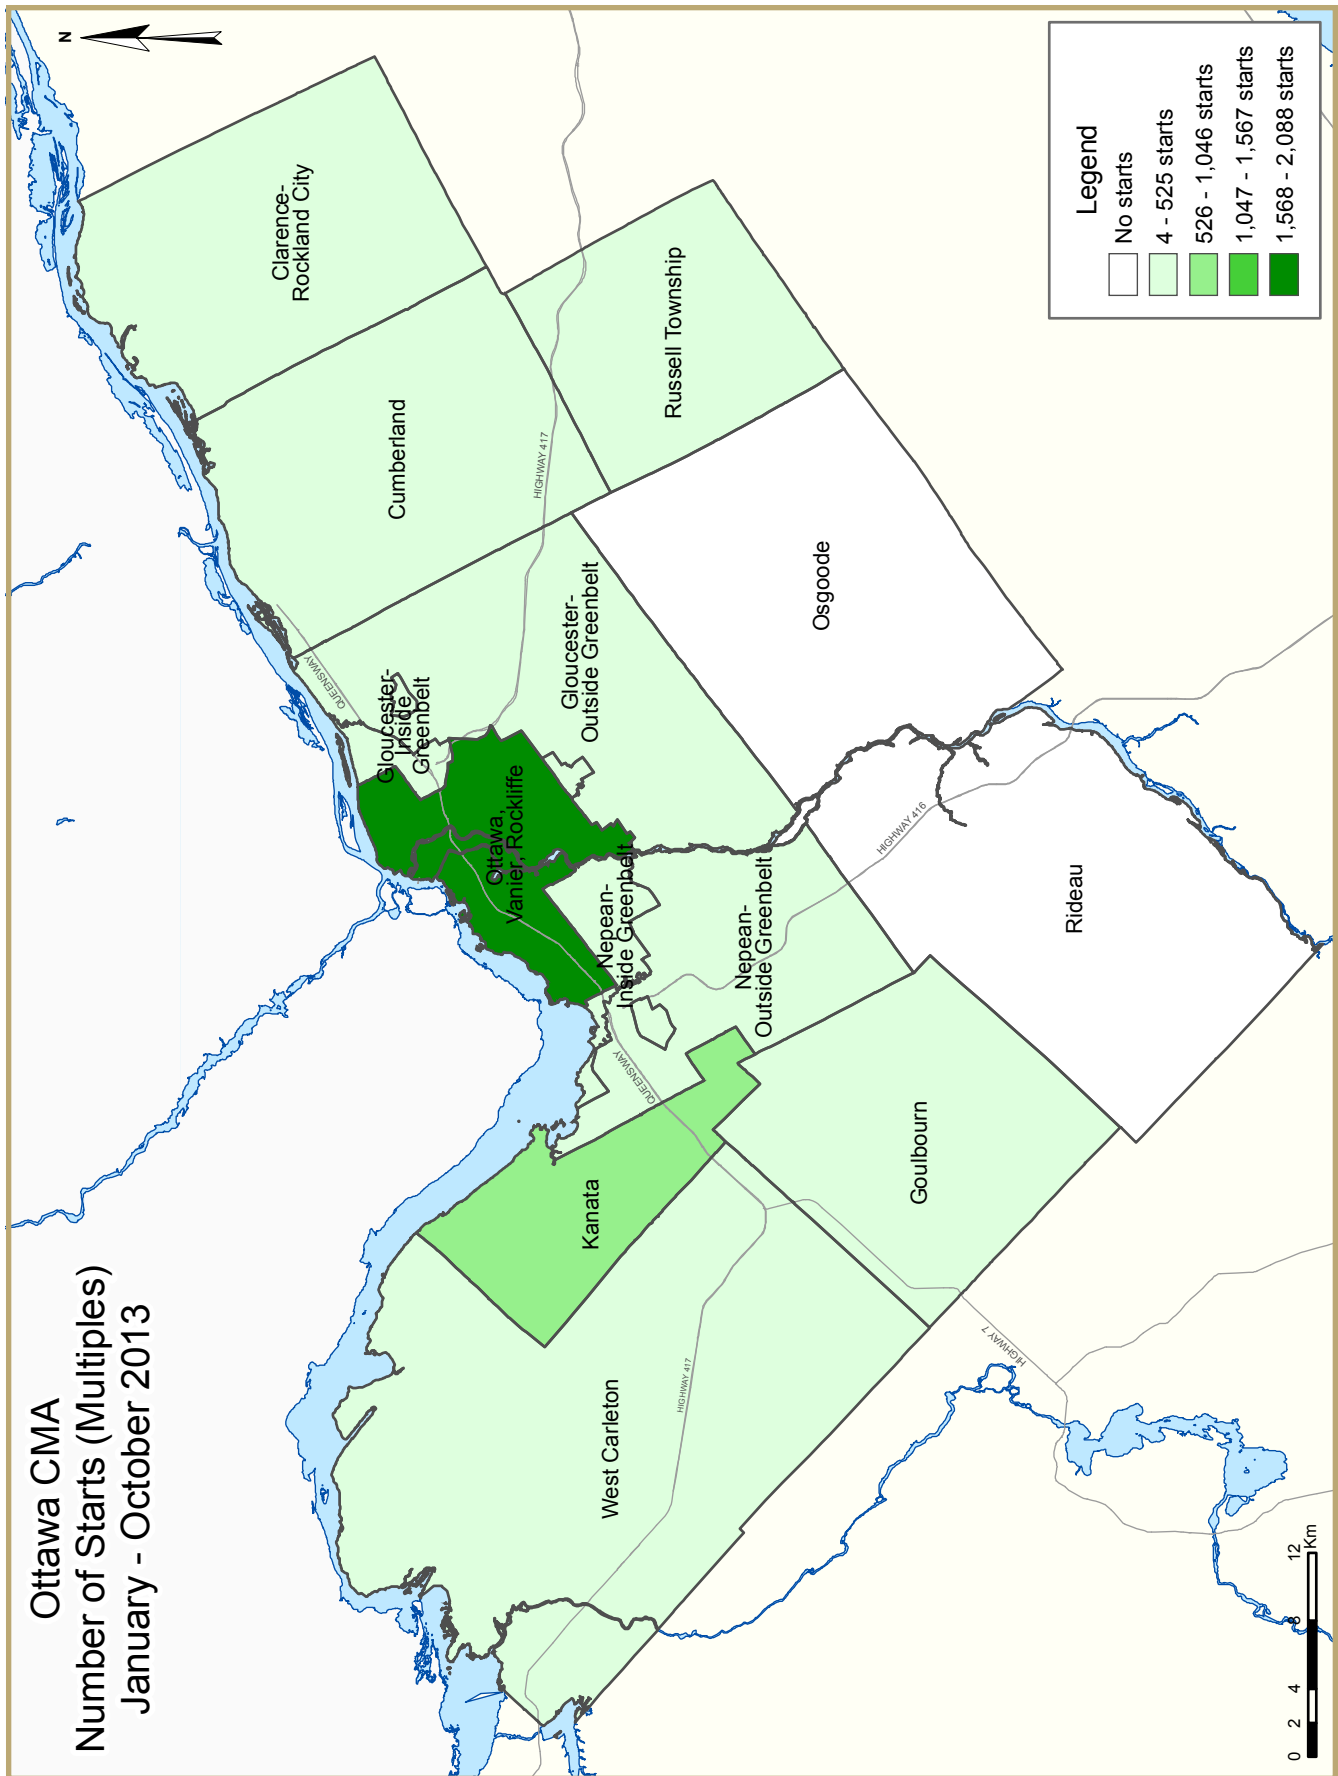 Ottawa CMA
Number of Starts (Multiples)
January - October 2013
N
Clarence-
Rockland City
Cumberland
Russell Township
HIGHWAY 417
QUEENSWAY
Gloucester-
Inside
Greenbelt
Gloucester-
Outside Greenbelt
Osgoode
Ottawa,
Vanier, Rockliffe
Nepean-
Inside Greenbelt
Nepean-
Outside Greenbelt
HIGHWAY 416
Rideau
QUEENSWAY
Kanata
Goulbourn
West Carleton
HIGHWAY 417
HIGHWAY 7
Legend
No starts
4 - 525 starts
526 - 1,046 starts
1,047 - 1,567 starts
1,568 - 2,088 starts
0 2 4 8 12
Km